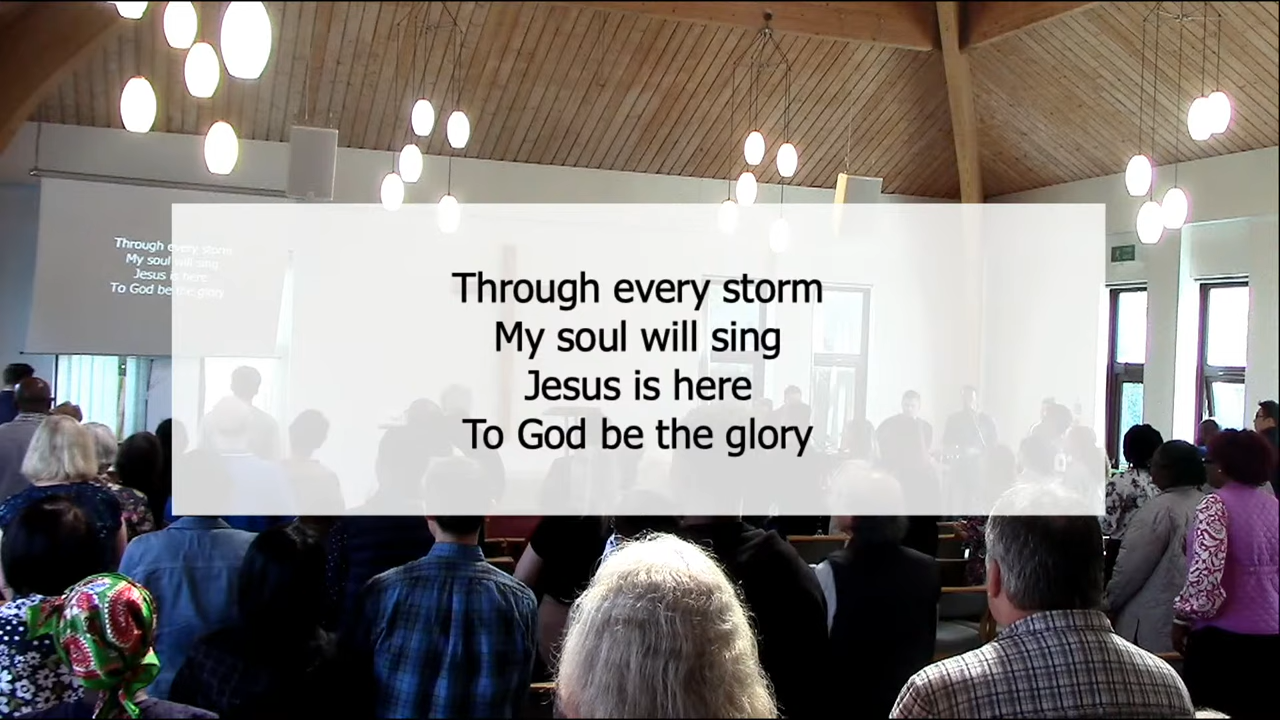 Through every storm
My soul will sing
Jesus is here
To God be the glory
Through every storm
My soul will sing
Jesus is here
To God be the glory